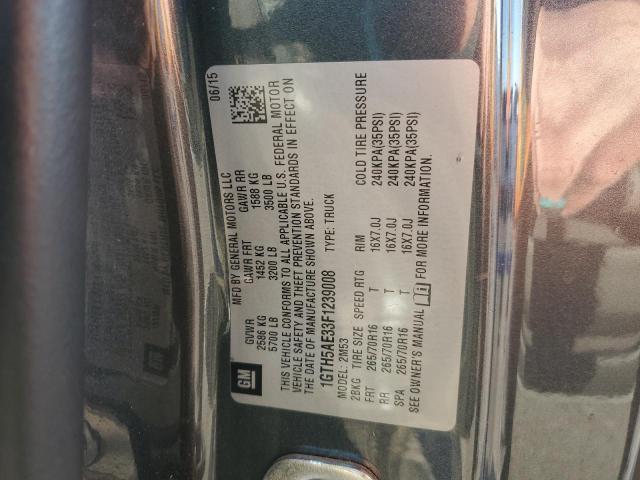 06/15
GM
MFD BY GENERAL MOTORS LLC
GVWR GAWR FRT GAWR RR
2586 KG 1452 KG 1588 KG
5700 LB 3200 LB 3500 LB
THIS VEHICLE CONFORMS TO ALL APPLICABLE U.S. FEDERAL MOTOR
VEHICLE SAFETY AND THEFT PREVENTION STANDARDS IN EFFECT ON
THE DATE OF MANUFACTURE SHOWN ABOVE.
1GTH5AE33F1239008 TYPE: TRUCK
MODEL: 2M53
2BKG TIRE SIZE SPEED RTG RIM COLD TIRE PRESSURE
FRT 265/70R16 T 16X7.0J 240KPA(35PSI)
RR 265/70R16 T 16X7.0J 240KPA(35PSI)
SPA 265/70R16 T 16X7.0J 240KPA(35PSI)
SEE OWNER'S MANUAL FOR MORE INFORMATION.